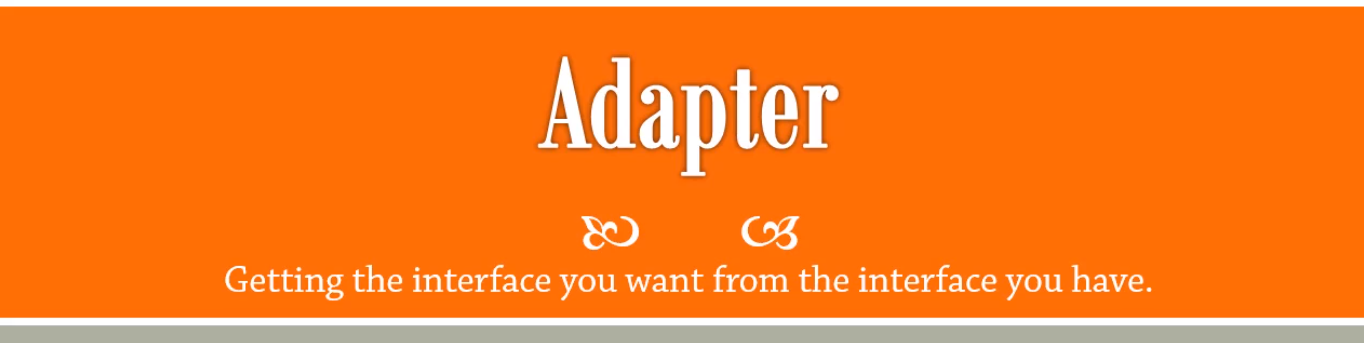 Adapter
Getting the interface you want from the interface you have.